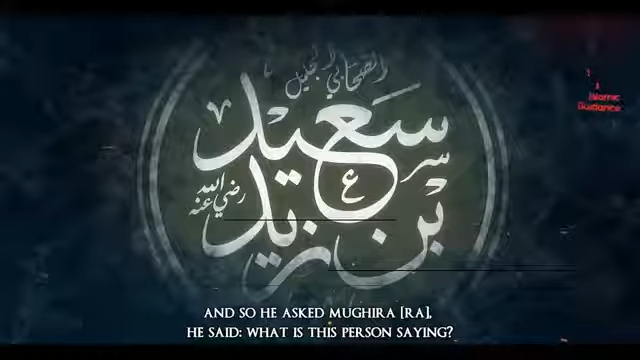 الصحابي الجليل
سعيد
بن زيد
رضي الله عنه
Islamic
Guidance
AND SO HE ASKED MUGHIRA [RA],
HE SAID: WHAT IS THIS PERSON SAYING?